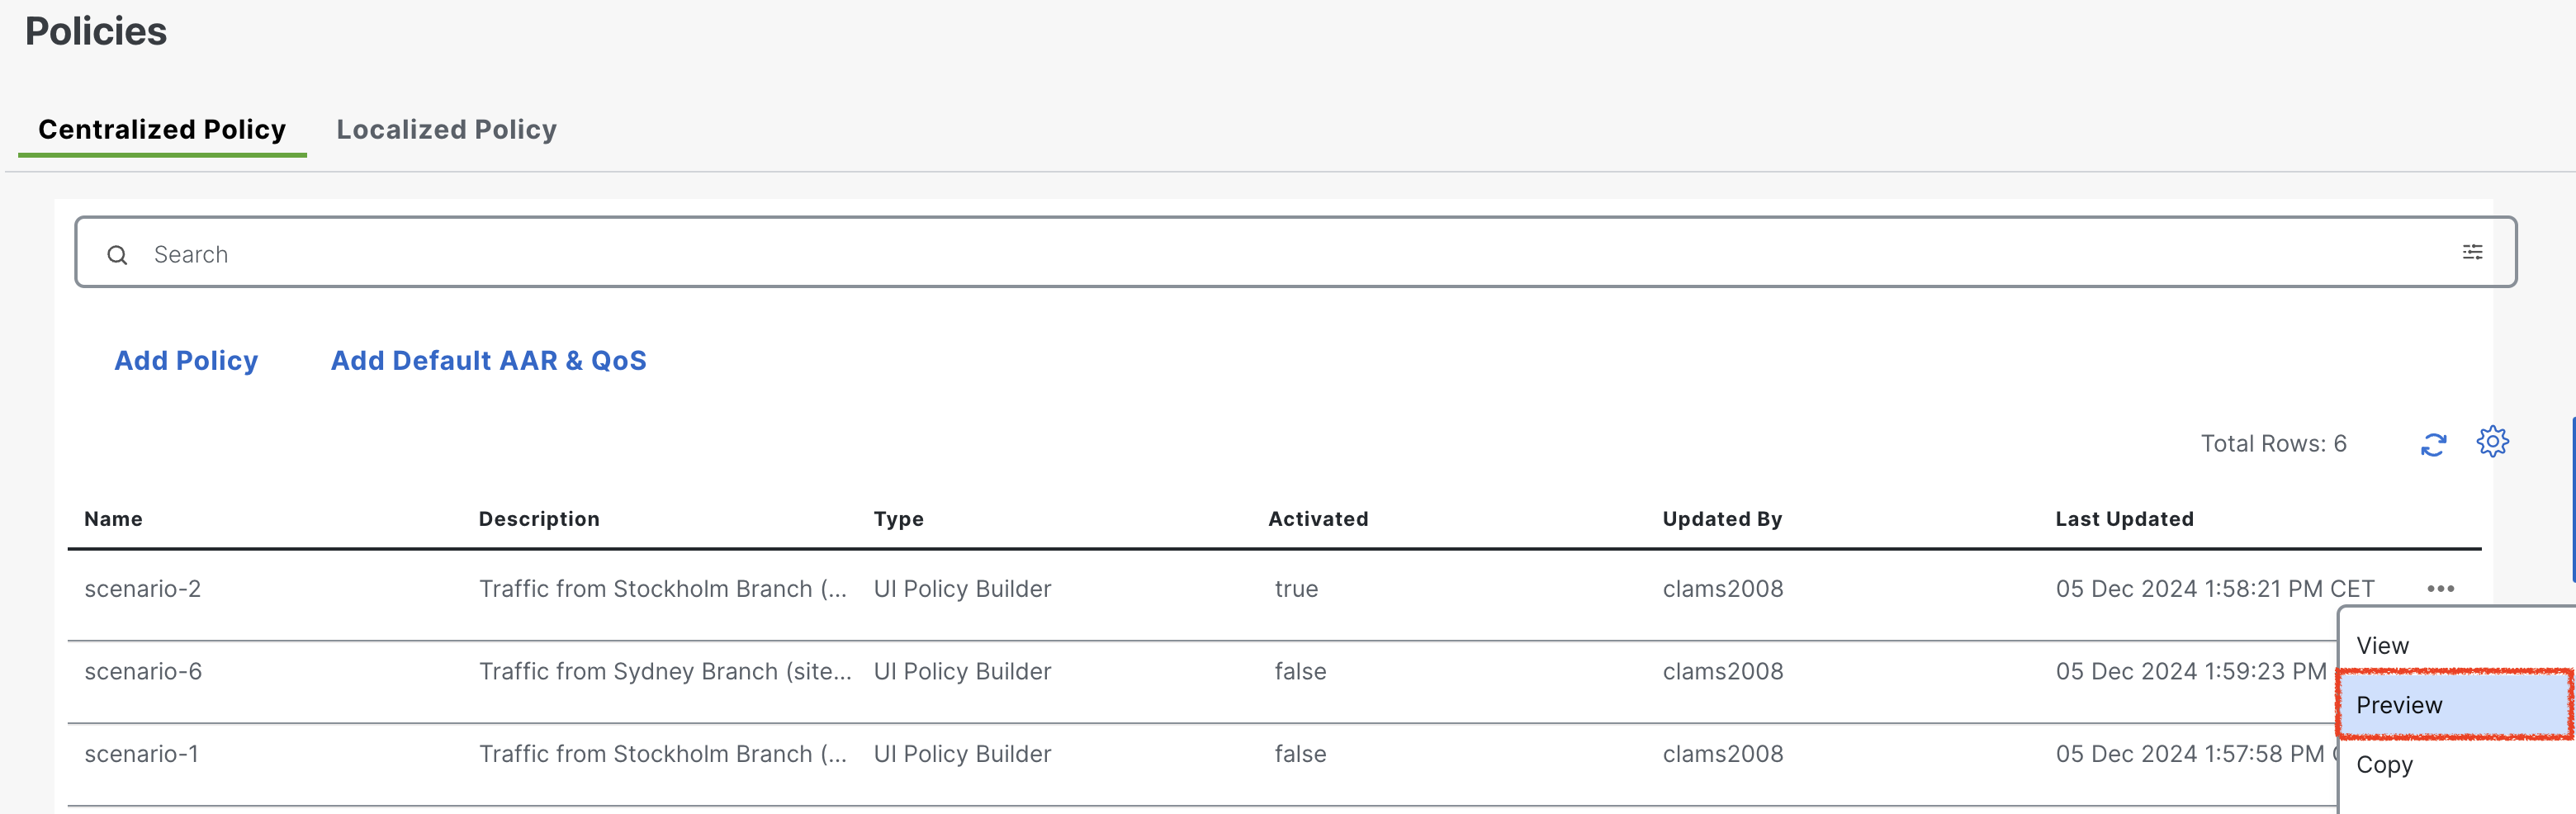 Policies
Centralized Policy Localized Policy
Search
Add Policy Add Default AAR & QoS
Total Rows: 6
Name Description Type Activated Updated By Last Updated
scenario-2 Traffic from Stockholm Branch (... UI Policy Builder true clams2008 05 Dec 2024 1:58:21 PM CET
View
scenario-6 Traffic from Sydney Branch (site... UI Policy Builder false clams2008 05 Dec 2024 1:59:23 PM
Preview
scenario-1 Traffic from Stockholm Branch (... UI Policy Builder false clams2008 05 Dec 2024 1:57:58 PM
Copy